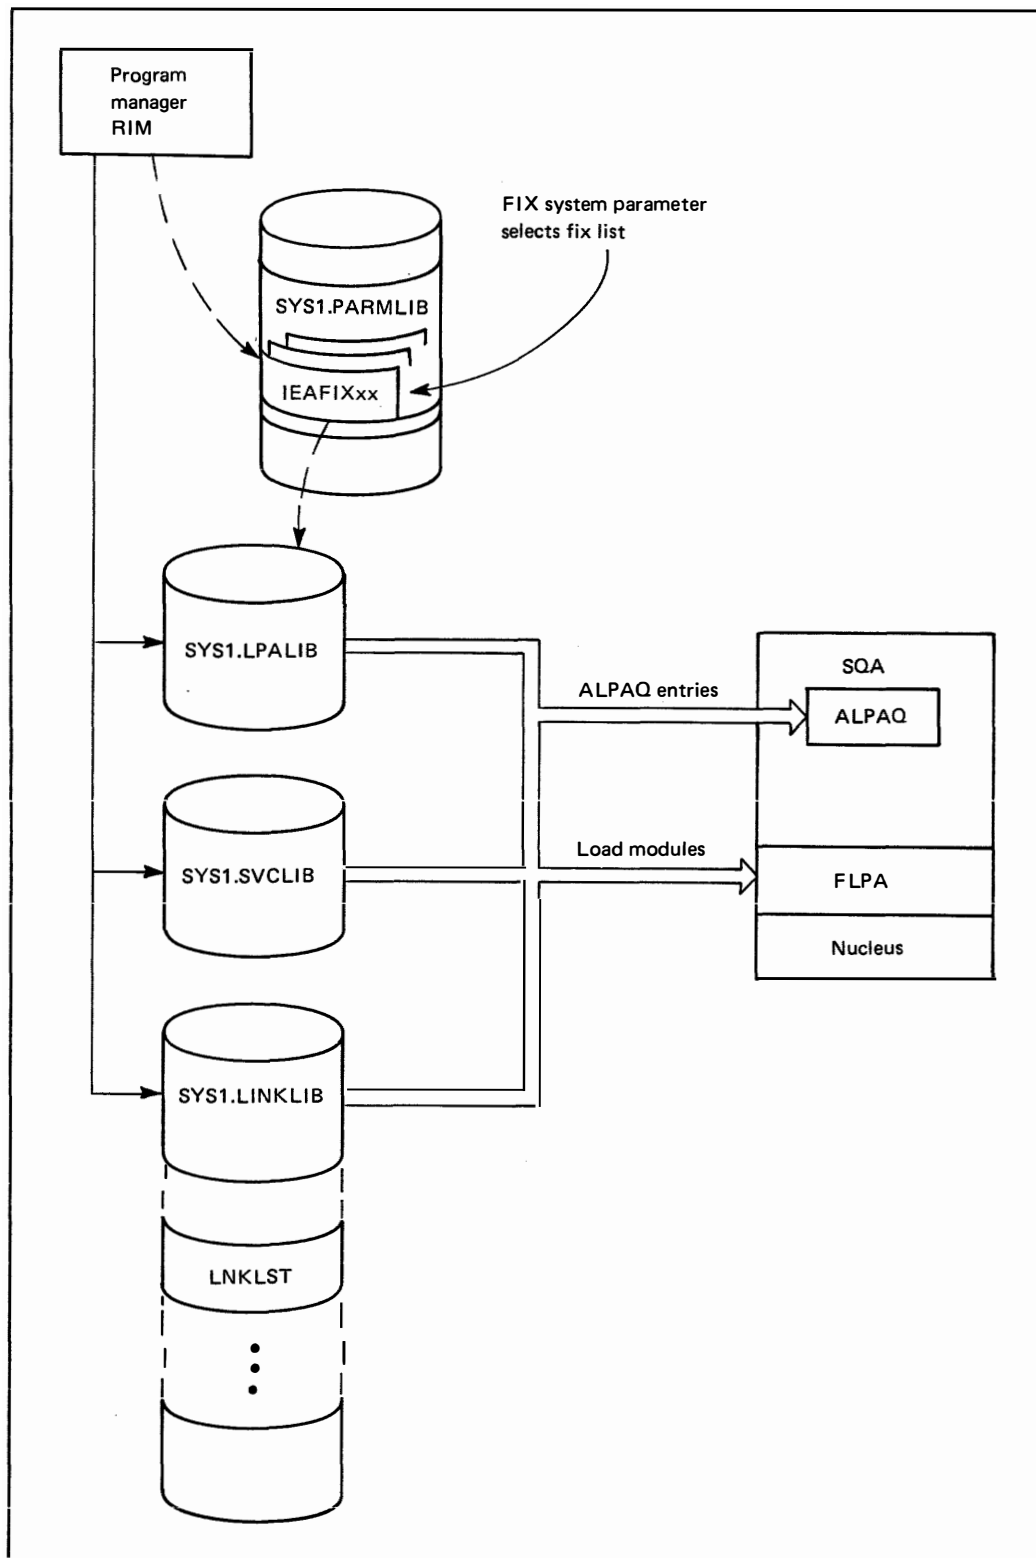 Program
manager
RIM
FIX system parameter
selects fix list
SYS1.PARMLIB
IEAFIXxx
SYS1.LPALIB
SQA
ALPAQ entries
ALPAQ
SYS1.SVCLIB
Load modules
FLPA
Nucleus
SYS1.LINKLIB
LNKLST